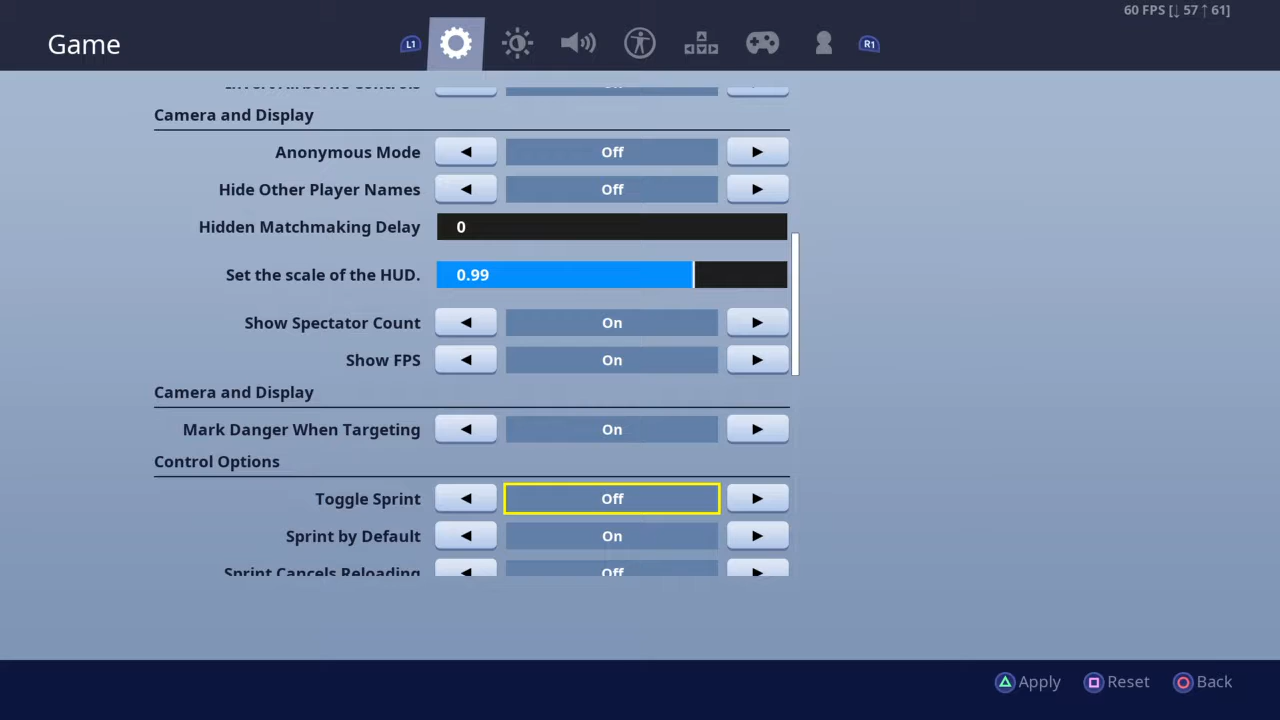 60 FPS [↓ 57 ↑ 61]
Game
L1
R1
Camera and Display
Anonymous Mode ◀ Off ▶
Hide Other Player Names ◀ Off ▶
Hidden Matchmaking Delay 0
Set the scale of the HUD. 0.99
Show Spectator Count ◀ On ▶
Show FPS ◀ On ▶
Camera and Display
Mark Danger When Targeting ◀ On ▶
Control Options
Toggle Sprint ◀ Off ▶
Sprint by Default ◀ On ▶
Sprint Cancels Reloading ◀ Off ▶
Apply Reset Back